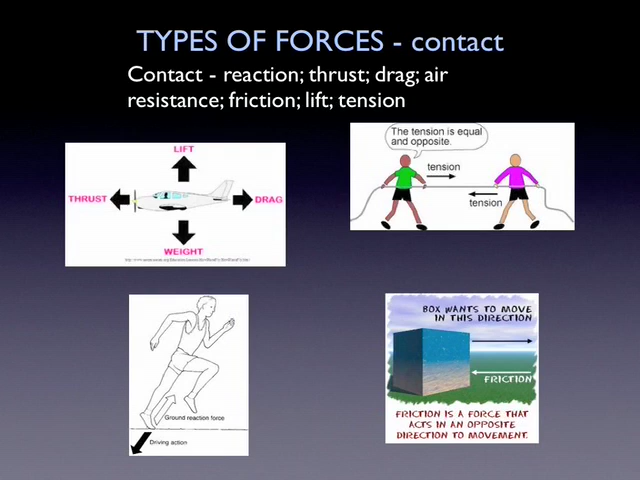 TYPES OF FORCES - contact
Contact - reaction; thrust; drag; air
resistance; friction; lift; tension
LIFT
THRUST
DRAG
WEIGHT
The tension is equal
and opposite.
tension
tension
Ground reaction force
Driving action
BOX WANTS TO MOVE
IN THIS DIRECTION
FRICTION
FRICTION IS A FORCE THAT
ACTS IN AN OPPOSITE
DIRECTION TO MOVEMENT.